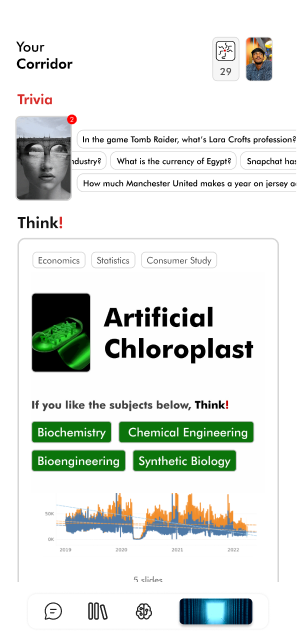 Your
Corridor
29
Trivia
2
In the game Tomb Raider, what's Lara Crofts profession?
ndustry?
What is the currency of Egypt?
Snapchat has
How much Manchester United makes a year on jersey
Think!
Economics
Statistics
Consumer Study
Artificial
Chloroplast
If you like the subjects below, Think!
Biochemistry
Chemical Engineering
Bioengineering
Synthetic Biology
50K
0K
2019
2020
2021
2022
5 slides